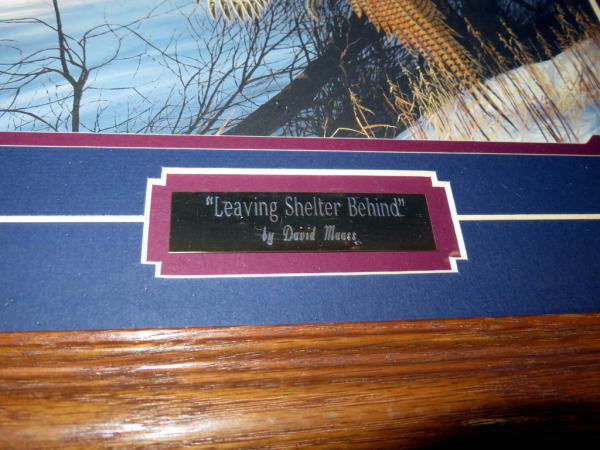 "Leaving Shelter Behind"
by David Maass